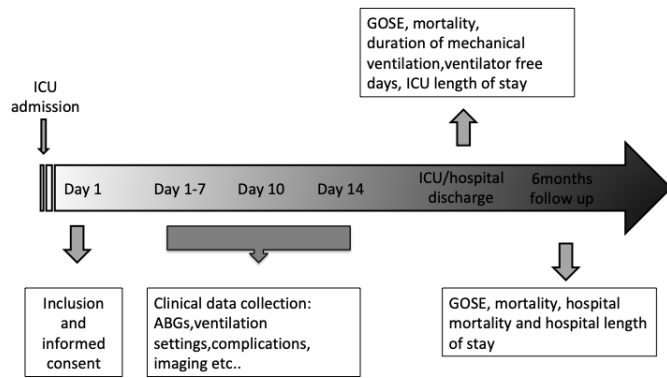 GOSE, mortality,
duration of mechanical
ventilation,ventilator free
days, ICU length of stay
ICU
admission
Day 1
Day 1-7
Day 10
Day 14
ICU/hospital
discharge
6months
follow up
Inclusion
and
informed
consent
Clinical data collection:
ABGs,ventilation
settings,complications,
imaging etc..
GOSE, mortality, hospital
mortality and hospital length
of stay